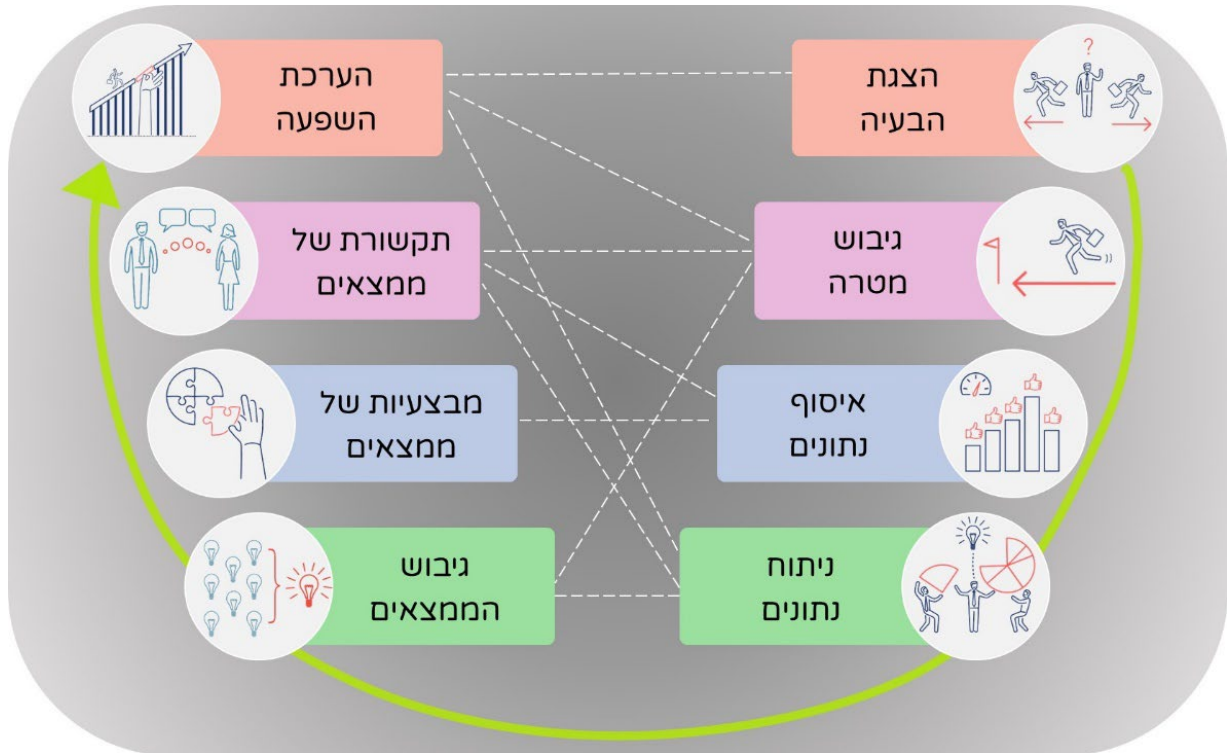 הצגת
הבעיה
גיבוש
מטרה
איסוף
נתונים
ניתוח
נתונים
גיבוש
הממצאים
מבצעיות של
ממצאים
תקשורת של
ממצאים
הערכת
השפעה
?